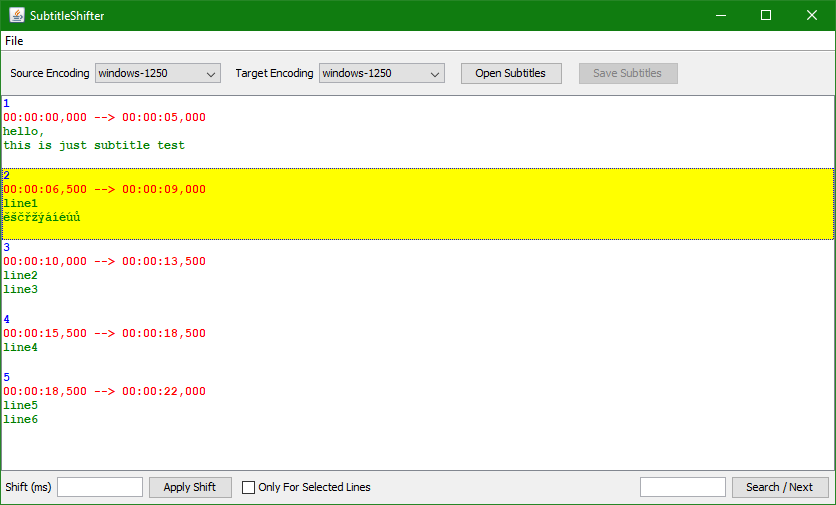 SubtitleShifter
File
Source Encoding windows-1250 Target Encoding windows-1250 Open Subtitles Save Subtitles
1
00:00:00,000 --> 00:00:05,000
hello,
this is just subtitle test
2
00:00:06,500 --> 00:00:09,000
line1
ěščřžýáíéúů
3
00:00:10,000 --> 00:00:13,500
line2
line3
4
00:00:15,500 --> 00:00:18,500
line4
5
00:00:18,500 --> 00:00:22,000
line5
line6
Shift (ms) Apply Shift Only For Selected Lines Search / Next